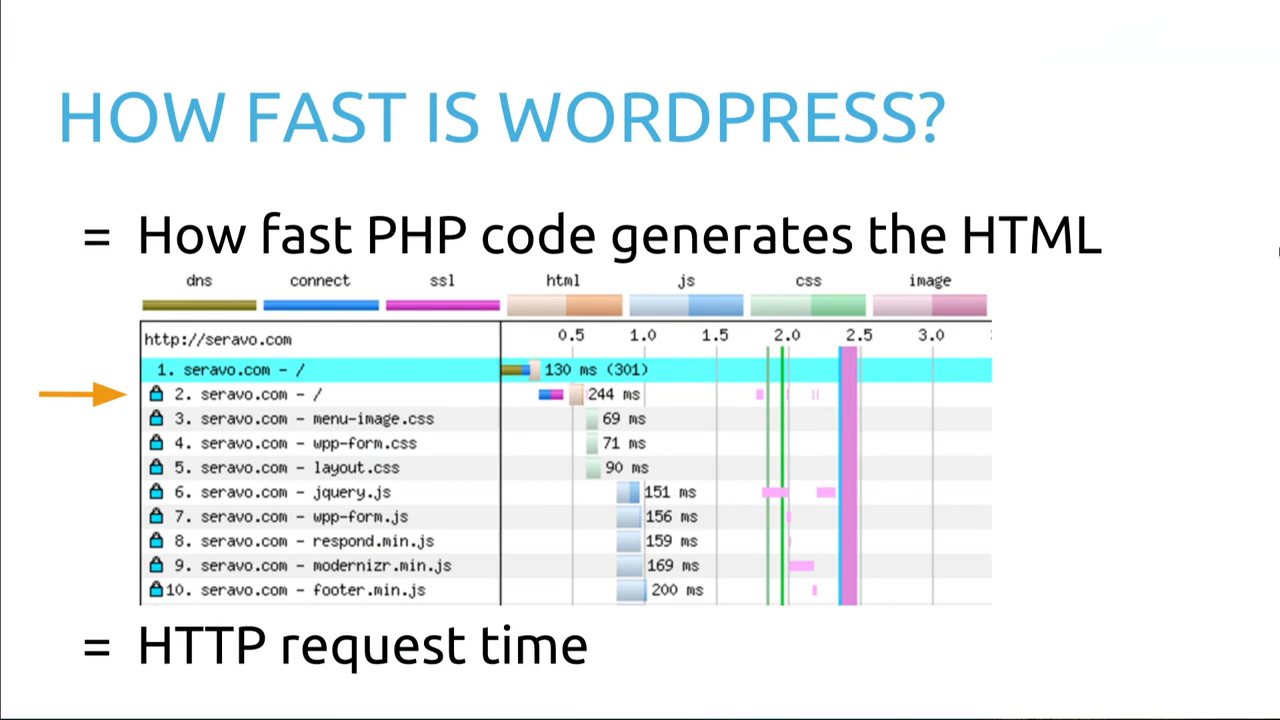 HOW FAST IS WORDPRESS?
= How fast PHP code generates the HTML
dns connect ssl html js css image
http://seravo.com 0.5 1.0 1.5 2.0 2.5 3.0
1. seravo.com - / 130 ms (301)
2. seravo.com - / 244 ms
3. seravo.com - menu-image.css 69 ms
4. seravo.com - wpp-form.css 71 ms
5. seravo.com - layout.css 90 ms
6. seravo.com - jquery.js 151 ms
7. seravo.com - wpp-form.js 156 ms
8. seravo.com - respond.min.js 159 ms
9. seravo.com - modernizr.min.js 169 ms
10. seravo.com - footer.min.js 200 ms
= HTTP request time